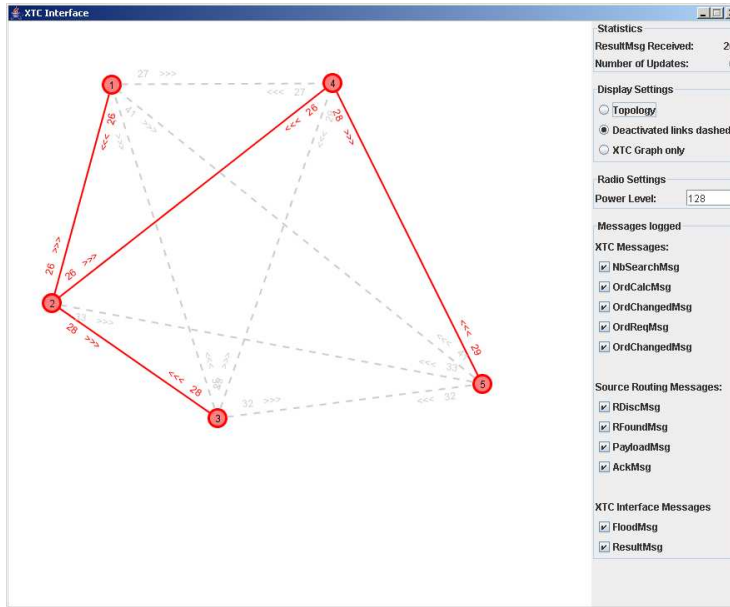 XTC Interface
Statistics
ResultMsg Received:
Number of Updates:
Display Settings
Topology
Deactivated links dashed
XTC Graph only
Radio Settings
Power Level: 128
Messages logged
XTC Messages:
NbSearchMsg
OrdCalcMsg
OrdChangedMsg
OrdReqMsg
OrdChangedMsg
Source Routing Messages:
RDiscMsg
RFoundMsg
PayloadMsg
AckMsg
XTC Interface Messages
FloodMsg
ResultMsg
1
4
27 >>>
<<< 27
<<< 26
41 >>>
<<< 26
28 >>>
26 >>>
26 >>>
2
28 >>>
33 >>>
<<< 29
<<< 33
<<< 28
5
32 >>>
<<< 32
3